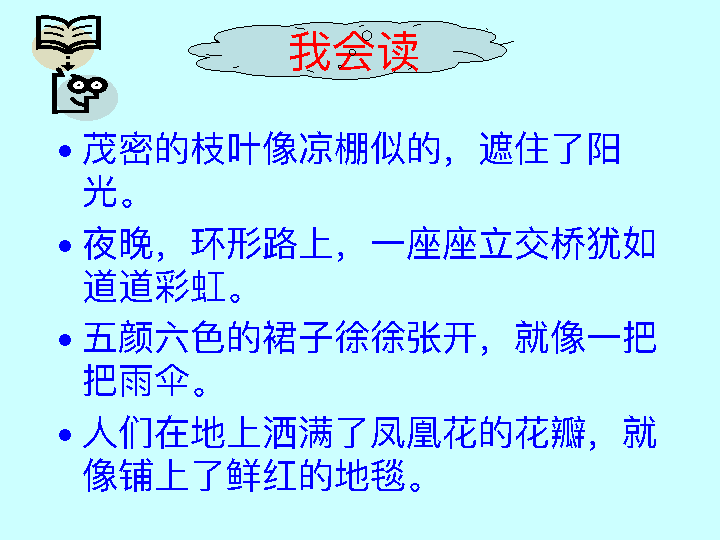 我会读
•茂密的枝叶像凉棚似的，遮住了阳
光。
•夜晚，环形路上，一座座立交桥犹如
道道彩虹。
•五颜六色的裙子徐徐张开，就像一把
把雨伞。
•人们在地上洒满了凤凰花的花瓣，就
像铺上了鲜红的地毯。